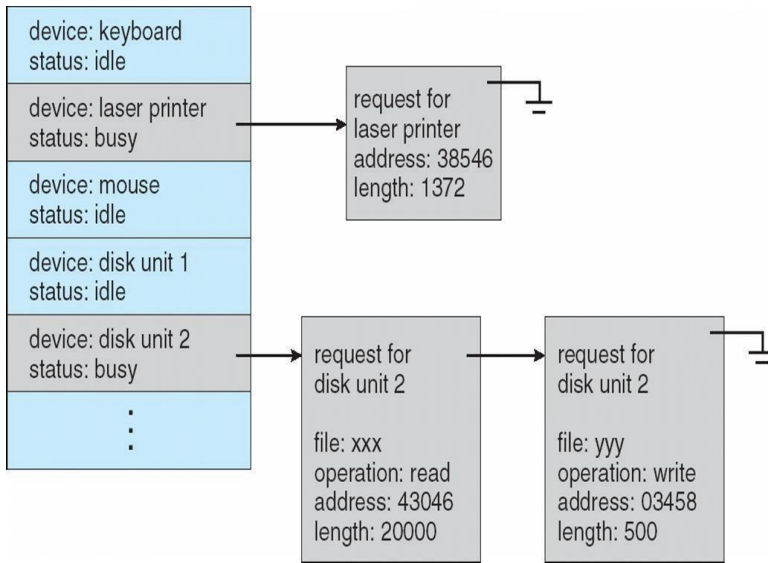 device: keyboard
status: idle
device: laser printer
status: busy
device: mouse
status: idle
device: disk unit 1
status: idle
device: disk unit 2
status: busy
request for
laser printer
address: 38546
length: 1372
request for
disk unit 2
file: xxx
operation: read
address: 43046
length: 20000
request for
disk unit 2
file: yyy
operation: write
address: 03458
length: 500